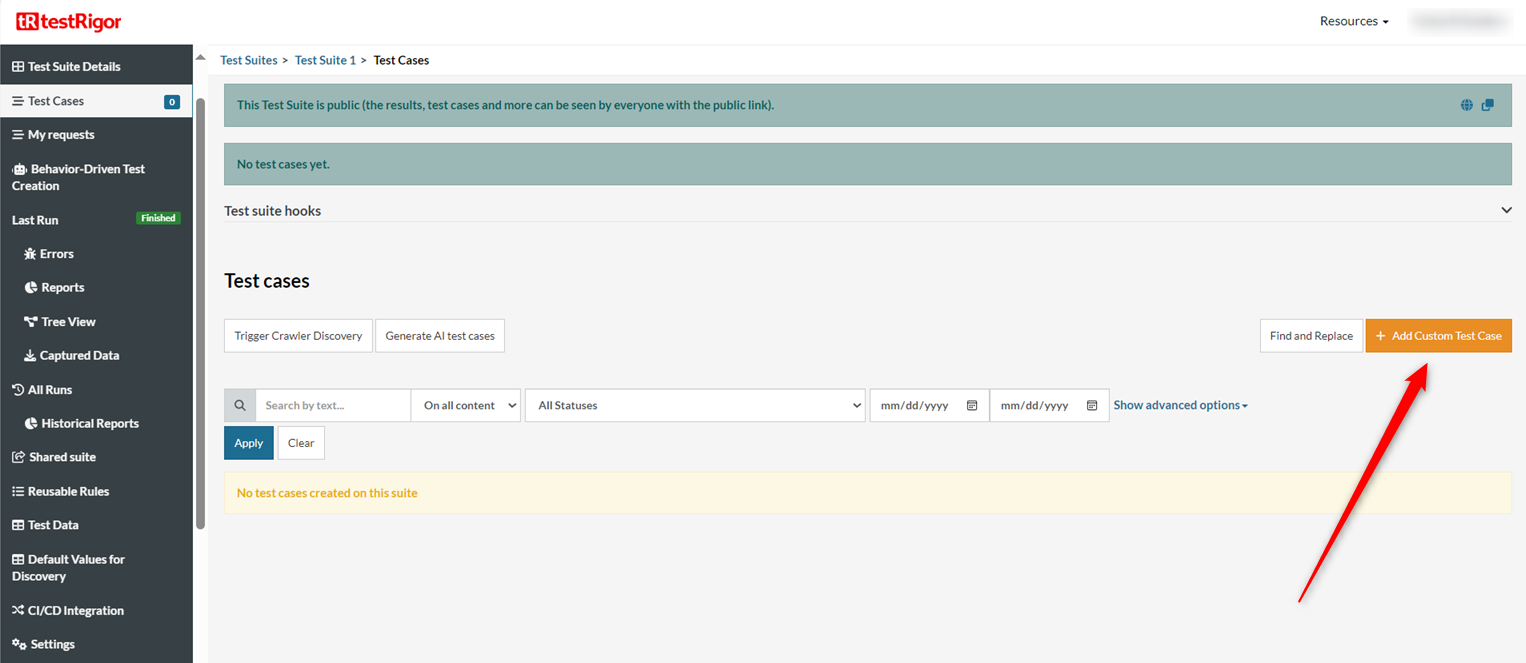 tR testRigor
Resources
Test Suite Details
Test Cases 0
My requests
Behavior-Driven Test
Creation
Last Run Finished
Errors
Reports
Tree View
Captured Data
All Runs
Historical Reports
Shared suite
Reusable Rules
Test Data
Default Values for
Discovery
CI/CD Integration
Settings
Test Suites > Test Suite 1 > Test Cases
This Test Suite is public (the results, test cases and more can be seen by everyone with the public link).
No test cases yet.
Test suite hooks
Test cases
Trigger Crawler Discovery Generate AI test cases Find and Replace + Add Custom Test Case
Search by text... On all content All Statuses mm/dd/yyyy mm/dd/yyyy Show advanced options
Apply Clear
No test cases created on this suite